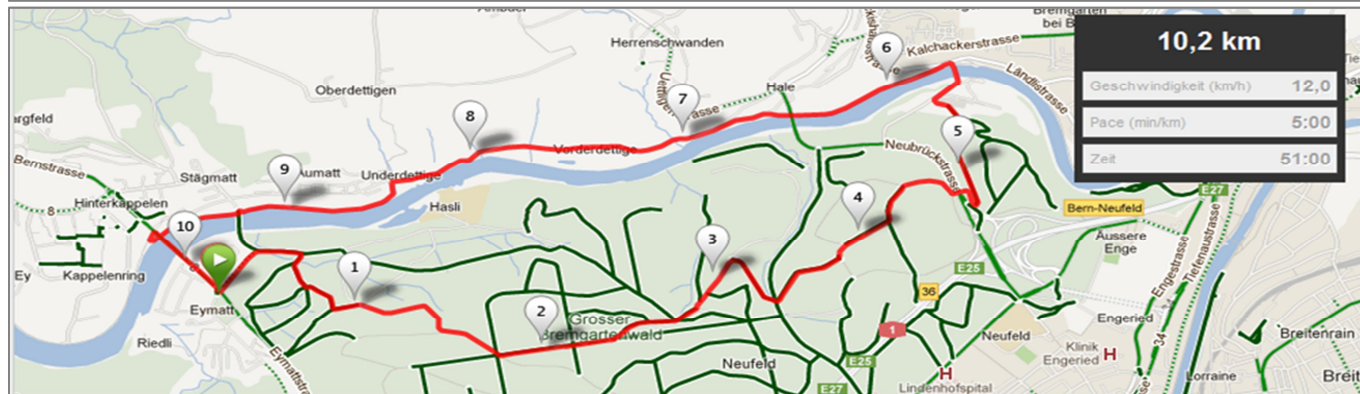 Herrenschwanden
Bremgarten
Kalchackerstrasse
6
10,2 km
Ländlistrasse
Geschwindigkeit (km/h) 12,0
Oberdettigen
7
Hale
Pace (min/km) 5:00
8
5
Neubrückstrasse
Zeit 51:00
Bernstrasse
9
Aumatt
Vorderdettige
Underdettige
Stägmatt
E27
Hinterkappelen
8
Hasli
4
Bern-Neufeld
10
3
Äussere
Enge
Ey
Kappelenring
1
E25
Engestrasse
Tiefenaustrasse
Eymatt
2
36
Grosser
Bremgartenwald
Engeried
Riedli
1
Neufeld
34
Breitenrain
Klinik
Engeried
H
Neufeld
E25
H
Lorraine
Lindenhofspital
E27